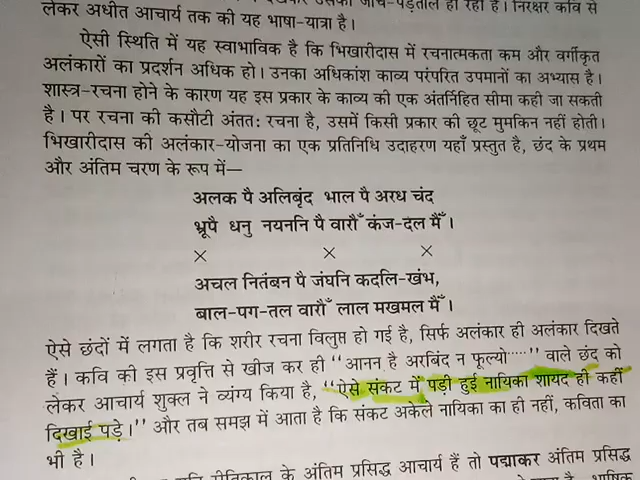 लेकर अधीत आचार्य तक की यह भाषा-यात्रा है।
ऐसी स्थिति में यह स्वाभाविक है कि भिखारीदास में रचनात्मकता कम और वर्गीकृत
अलंकारों का प्रदर्शन अधिक हो। उनका अधिकांश काव्य परंपरित उपमानों का अभ्यास है।
शास्त्र-रचना होने के कारण यह इस प्रकार के काव्य की एक अंतर्निहित सीमा कही जा सकती
है। पर रचना की कसौटी अंततः रचना है, उसमें किसी प्रकार की छूट मुमकिन नहीं होती।
भिखारीदास की अलंकार-योजना का एक प्रतिनिधि उदाहरण यहाँ प्रस्तुत है, छंद के प्रथम
और अंतिम चरण के रूप में—
अलक पै अलिबृंद भाल पै अरध चंद
भ्रूपै धनु नयननि पै वारौँ कंज-दल मैँ।
× × ×
अचल नितंबन पै जंघनि कदलि-खंभ,
बाल-पग-तल वारौँ लाल मखमल मैँ।
ऐसे छंदों में लगता है कि शरीर रचना विलुप्त हो गई है, सिर्फ अलंकार ही अलंकार दिखते
हैं। कवि की इस प्रवृत्ति से खीज कर ही "आनन है अरबिंद न फूल्यो....." वाले छंद को
लेकर आचार्य शुक्ल ने व्यंग्य किया है, "ऐसे संकट में पड़ी हुई नायिका शायद ही कहीं
दिखाई पड़े।" और तब समझ में आता है कि संकट अकेले नायिका का ही नहीं, कविता का
भी है।
रीतिकाल के अंतिम प्रसिद्ध आचार्य हैं तो पद्माकर अंतिम प्रसिद्ध